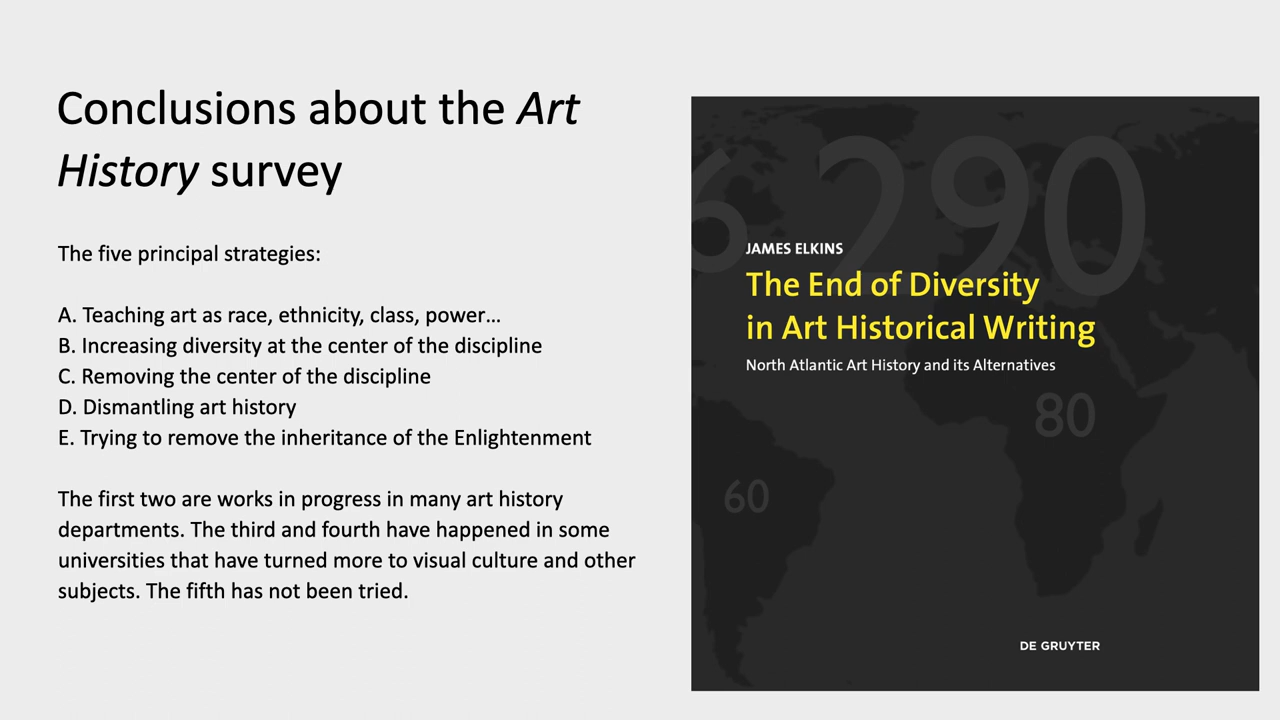 Conclusions about the Art
History survey
The five principal strategies:
A. Teaching art as race, ethnicity, class, power...
B. Increasing diversity at the center of the discipline
C. Removing the center of the discipline
D. Dismantling art history
E. Trying to remove the inheritance of the Enlightenment
The first two are works in progress in many art history
departments. The third and fourth have happened in some
universities that have turned more to visual culture and other
subjects. The fifth has not been tried.
6 290
JAMES ELKINS
The End of Diversity
in Art Historical Writing
North Atlantic Art History and its Alternatives
80
60
DE GRUYTER